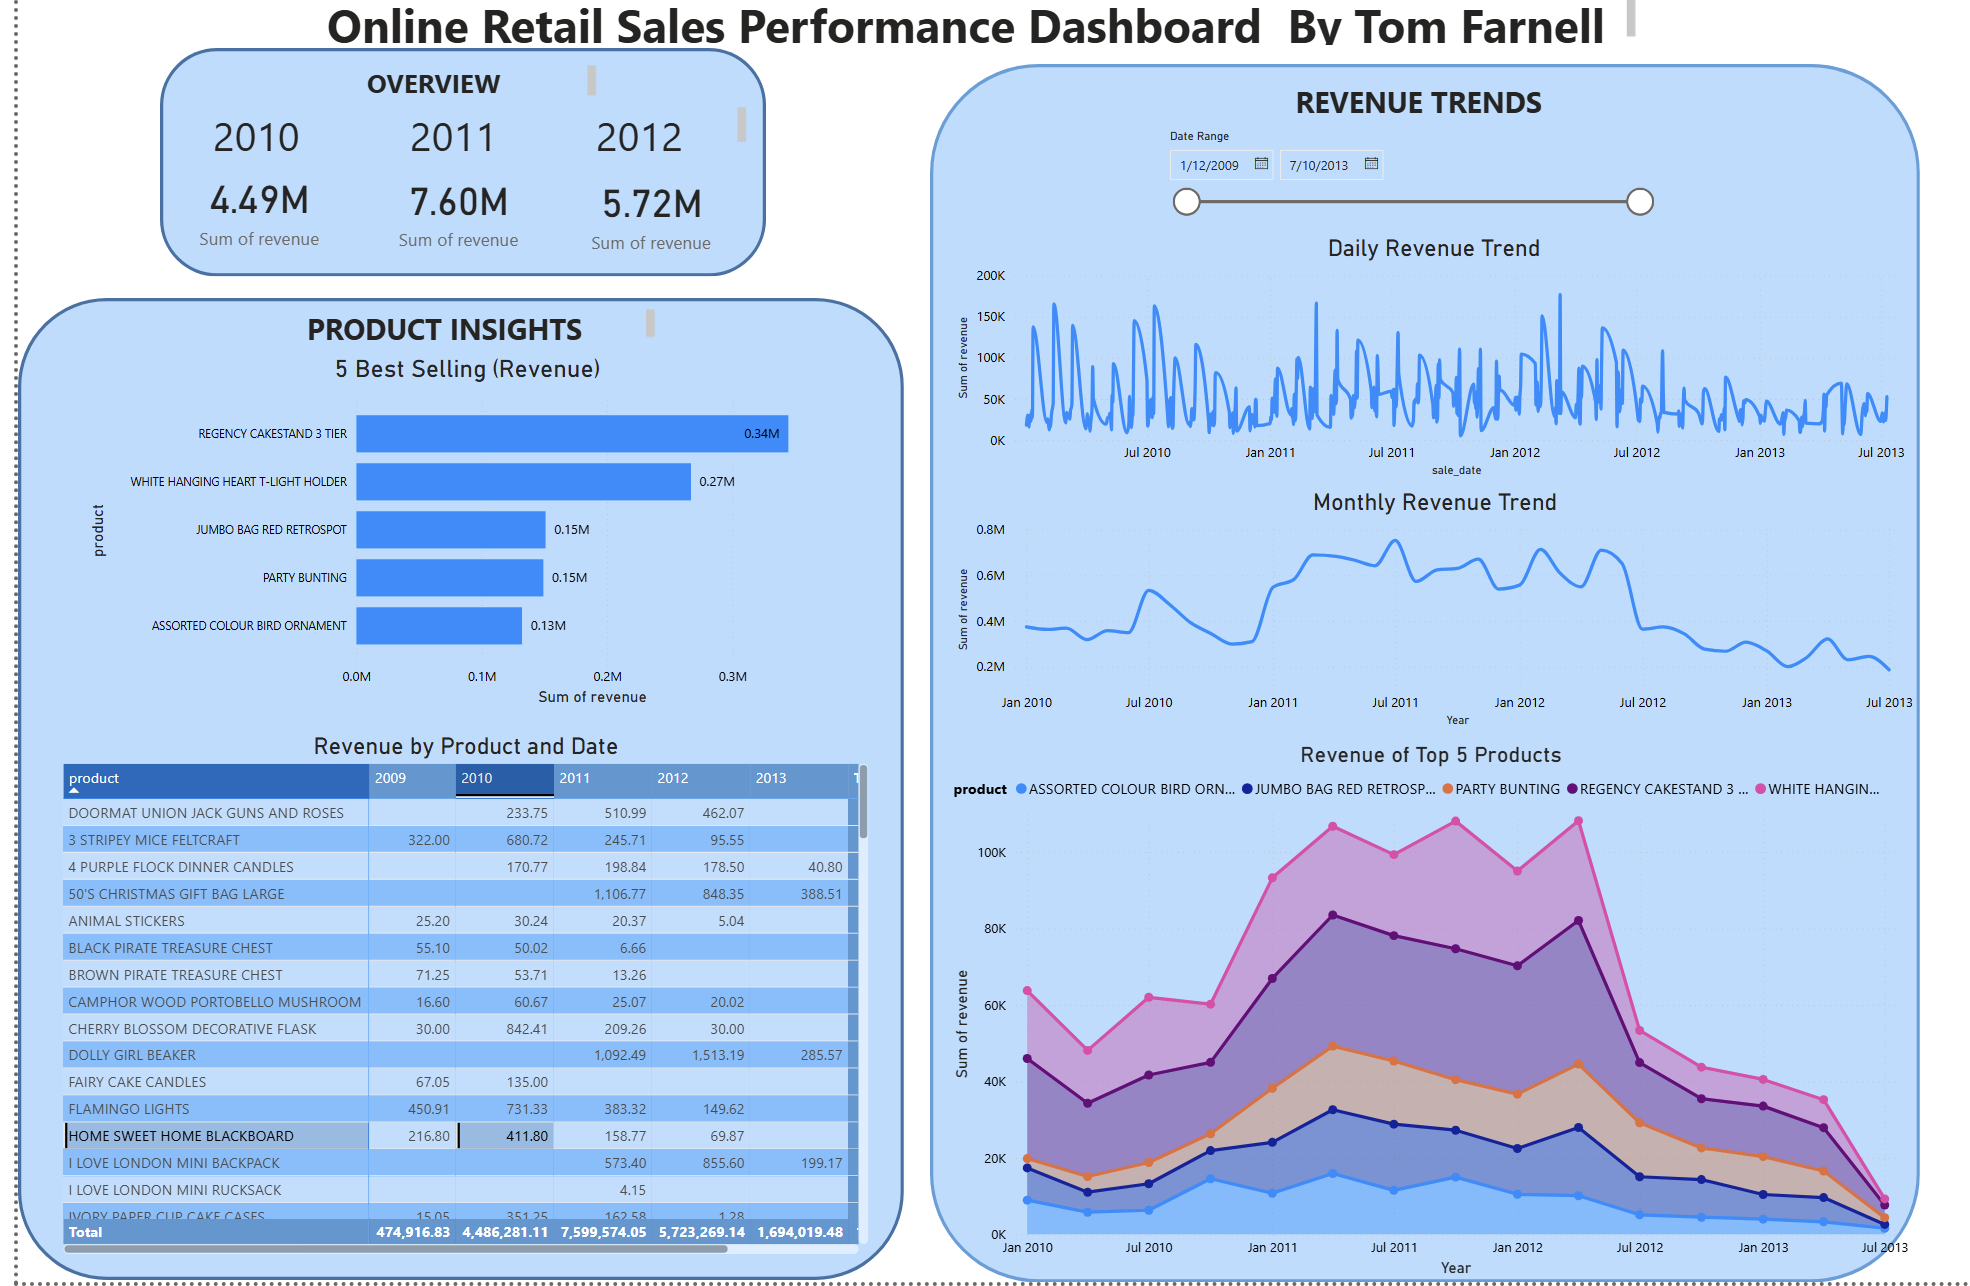 Online Retail Sales Performance Dashboard By Tom Farnell
OVERVIEW
2010 2011 2012
4.49M 7.60M 5.72M
Sum of revenue Sum of revenue Sum of revenue
PRODUCT INSIGHTS
5 Best Selling (Revenue)
product
REGENCY CAKESTAND 3 TIER 0.34M
WHITE HANGING HEART T-LIGHT HOLDER 0.27M
JUMBO BAG RED RETROSPOT 0.15M
PARTY BUNTING 0.15M
ASSORTED COLOUR BIRD ORNAMENT 0.13M
0.0M 0.1M 0.2M 0.3M
Sum of revenue
Revenue by Product and Date
product 2009 2010 2011 2012 2013
DOORMAT UNION JACK GUNS AND ROSES 233.75 510.99 462.07
3 STRIPEY MICE FELTCRAFT 322.00 680.72 245.71 95.55
4 PURPLE FLOCK DINNER CANDLES 170.77 198.84 178.50 40.80
50'S CHRISTMAS GIFT BAG LARGE 1,106.77 848.35 388.51
ANIMAL STICKERS 25.20 30.24 20.37 5.04
BLACK PIRATE TREASURE CHEST 55.10 50.02 6.66
BROWN PIRATE TREASURE CHEST 71.25 53.71 13.26
CAMPHOR WOOD PORTOBELLO MUSHROOM 16.60 60.67 25.07 20.02
CHERRY BLOSSOM DECORATIVE FLASK 30.00 842.41 209.26 30.00
DOLLY GIRL BEAKER 1,092.49 1,513.19 285.57
FAIRY CAKE CANDLES 67.05 135.00
FLAMINGO LIGHTS 450.91 731.33 383.32 149.62
HOME SWEET HOME BLACKBOARD 216.80 411.80 158.77 69.87
I LOVE LONDON MINI BACKPACK 573.40 855.60 199.17
I LOVE LONDON MINI RUCKSACK 4.15
IVORY PAPER CUP CAKE CASES 15.05 351.25 162.58 1.28
Total 474,916.83 4,486,281.11 7,599,574.05 5,723,269.14 1,694,019.48
REVENUE TRENDS
Date Range
1/12/2009 7/10/2013
Daily Revenue Trend
Sum of revenue
200K
150K
100K
50K
0K
Jul 2010 Jan 2011 Jul 2011 Jan 2012 Jul 2012 Jan 2013 Jul 2013
sale_date
Monthly Revenue Trend
Sum of revenue
0.8M
0.6M
0.4M
0.2M
Jan 2010 Jul 2010 Jan 2011 Jul 2011 Jan 2012 Jul 2012 Jan 2013 Jul 2013
Year
Revenue of Top 5 Products
product ASSORTED COLOUR BIRD ORN... JUMBO BAG RED RETROSP... PARTY BUNTING REGENCY CAKESTAND 3 ... WHITE HANGIN...
Sum of revenue
100K
80K
60K
40K
20K
0K
Jan 2010 Jul 2010 Jan 2011 Jul 2011 Jan 2012 Jul 2012 Jan 2013 Jul 2013
Year